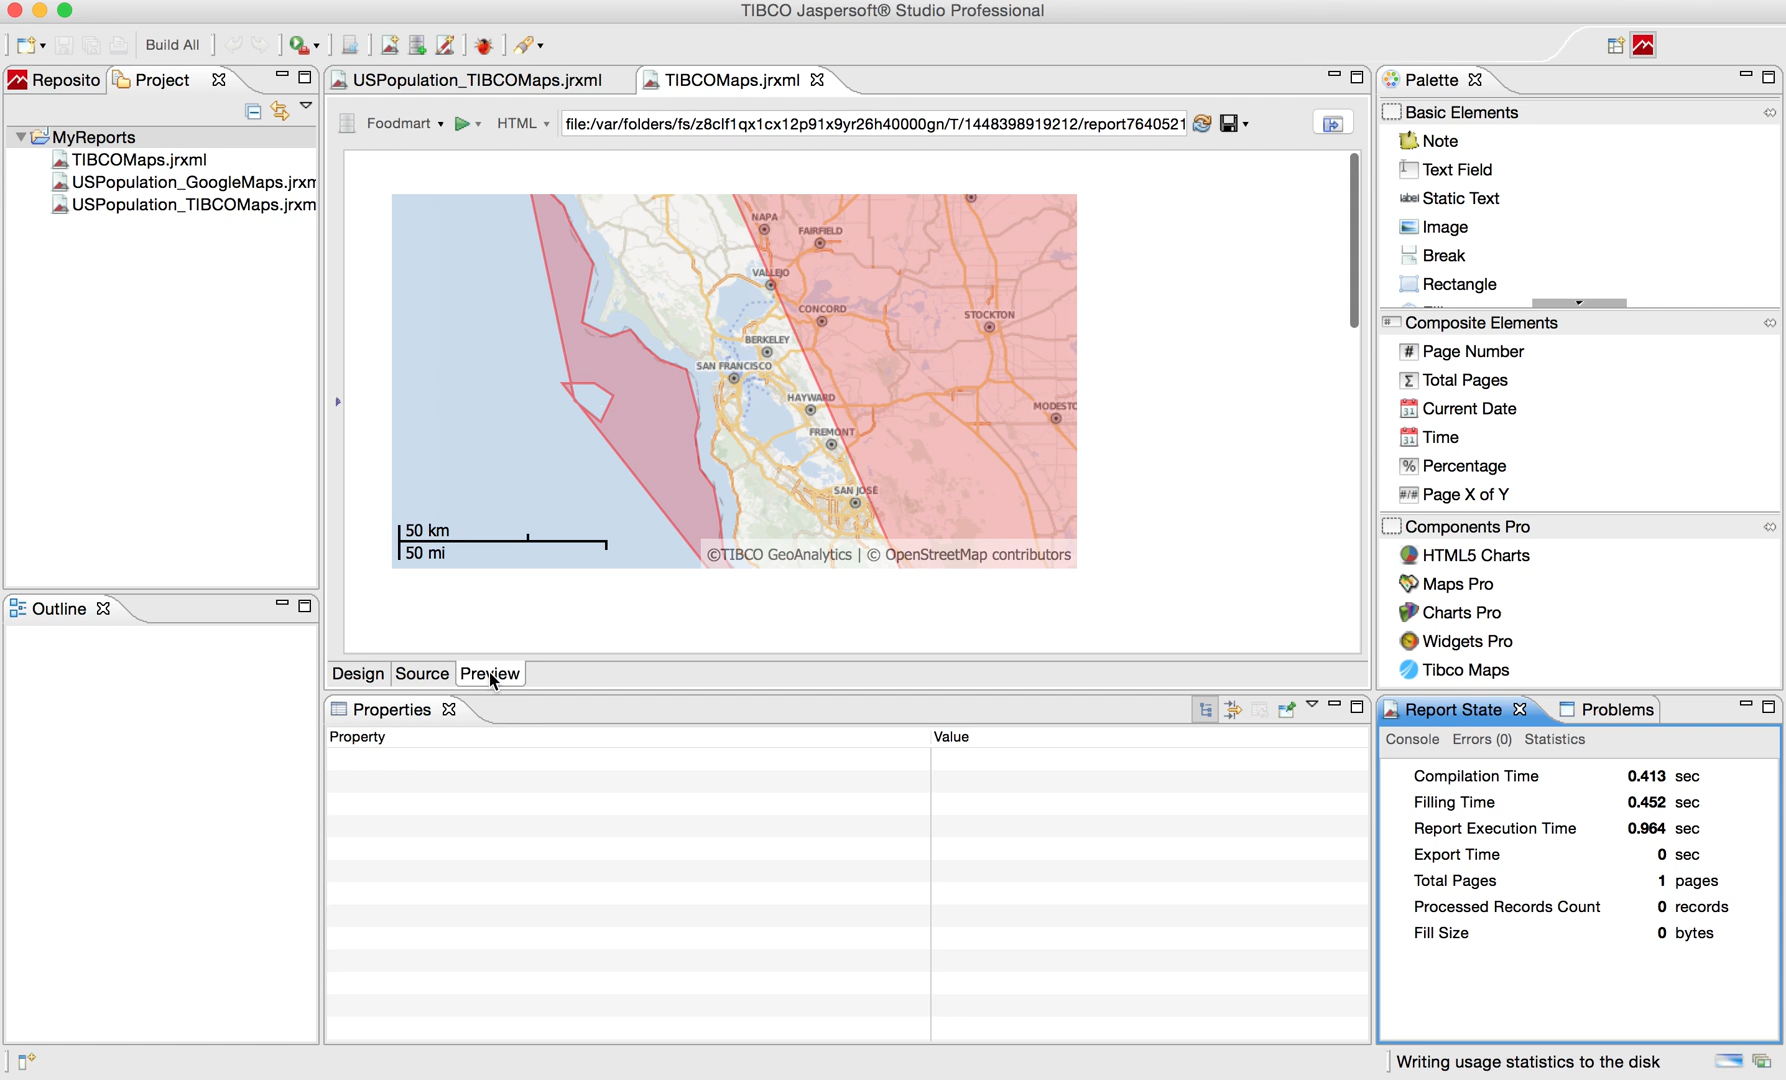 TIBCO Jaspersoft® Studio Professional
Build All
Reposito
Project
USPopulation_TIBCOMaps.jrxml
TIBCOMaps.jrxml
Palette
MyReports
TIBCOMaps.jrxml
USPopulation_GoogleMaps.jrxm
USPopulation_TIBCOMaps.jrxm
Foodmart
HTML
file:/var/folders/fs/z8clf1qx1cx12p91x9yr26h40000gn/T/1448398919212/report7640521
NAPA
FAIRFIELD
VALLEJO
CONCORD
STOCKTON
BERKELEY
SAN FRANCISCO
HAYWARD
MODESTO
FREMONT
SAN JOSE
50 km
50 mi
©TIBCO GeoAnalytics | © OpenStreetMap contributors
Design
Source
Preview
Basic Elements
Note
Text Field
label Static Text
Image
Break
Rectangle
Composite Elements
# Page Number
Σ Total Pages
31 Current Date
31 Time
% Percentage
#/# Page X of Y
Components Pro
HTML5 Charts
Maps Pro
Charts Pro
Widgets Pro
Tibco Maps
Outline
Properties
Property
Value
Report State
Problems
Console
Errors (0)
Statistics
Compilation Time 0.413 sec
Filling Time 0.452 sec
Report Execution Time 0.964 sec
Export Time 0 sec
Total Pages 1 pages
Processed Records Count 0 records
Fill Size 0 bytes
Writing usage statistics to the disk